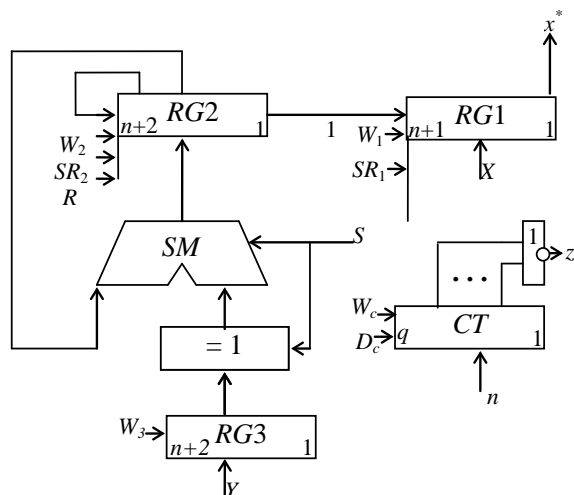 x*
RG2
n+2
1
1
RG1
n+1
1
W1
W2
SR2
R
SR1
X
SM
S
1
z
...
Wc
Dc
q
CT
1
n
= 1
W3
RG3
n+2
1
Y